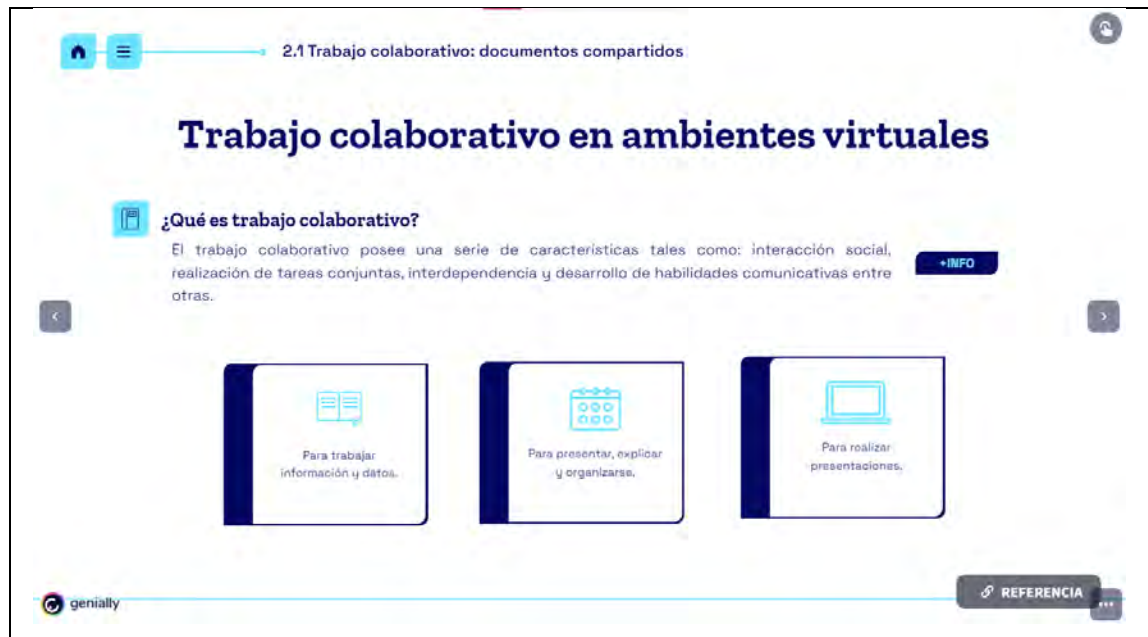 2.1 Trabajo colaborativo: documentos compartidos
Trabajo colaborativo en ambientes virtuales
¿Qué es trabajo colaborativo?
El trabajo colaborativo posee una serie de características tales como: interacción social,
realización de tareas conjuntas, interdependencia y desarrollo de habilidades comunicativas entre
otras.
+INFO
Para trabajar
información y datos.
Para presentar, explicar
y organizarse.
Para realizar
presentaciones.
genially
REFERENCIA